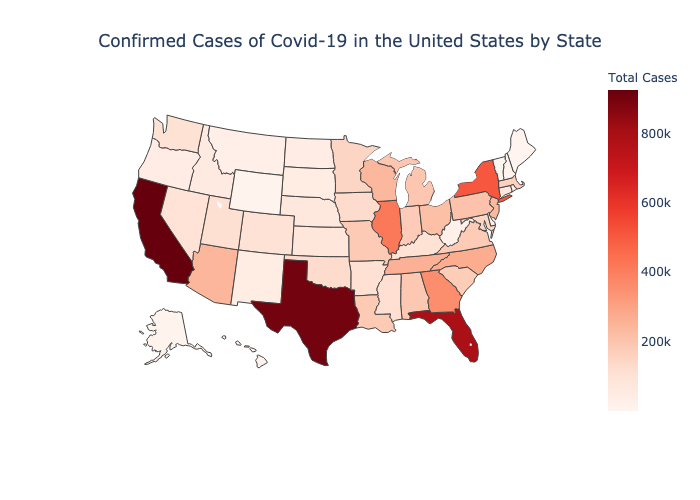 Confirmed Cases of Covid-19 in the United States by State
Total Cases
800k
600k
400k
200k